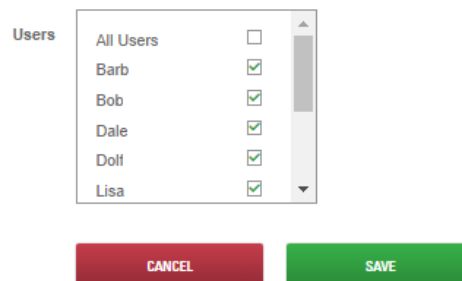 Users
All Users
Barb
Bob
Dale
Dolf
Lisa
CANCEL SAVE